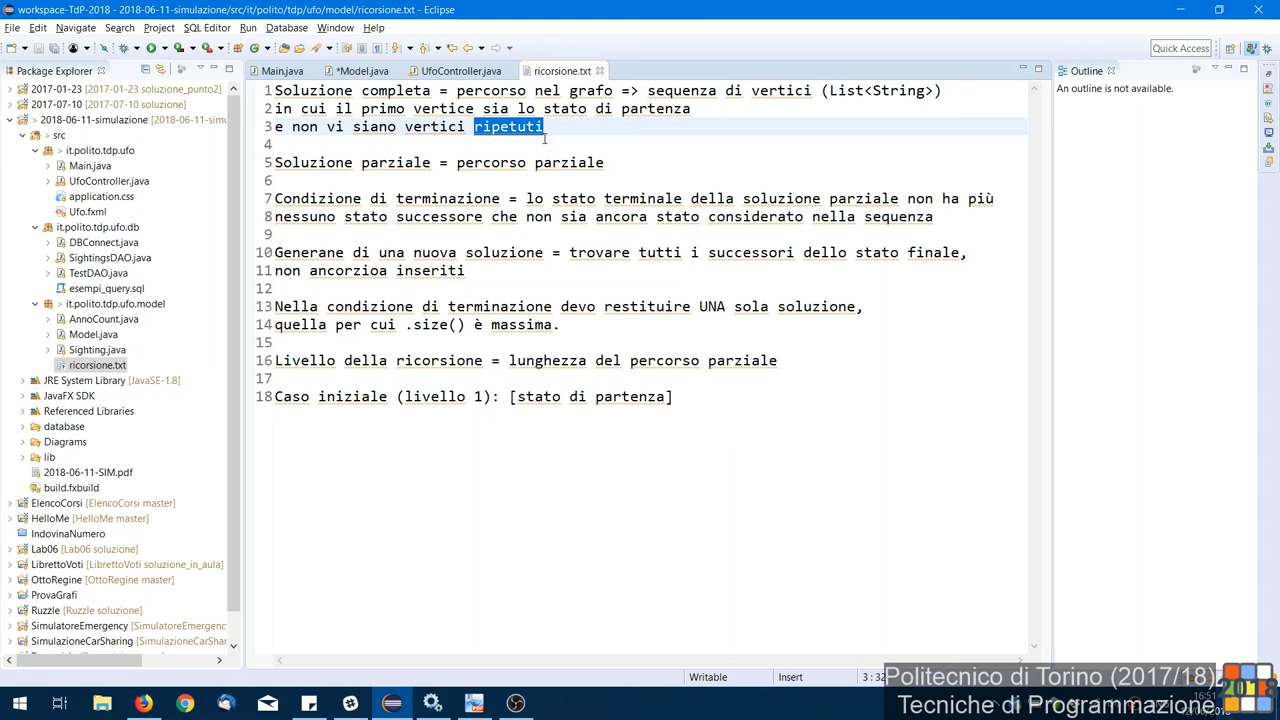 workspace-TdP-2018 - 2018-06-11-simulazione/src/it/polito/tdp/ufo/model/ricorsione.txt - Eclipse
File Edit Navigate Search Project SQL Editor Run Database Window Help
Quick Access
Package Explorer
Main.java
*Model.java
UfoController.java
ricorsione.txt
Outline
2017-01-23 (2017-01-23 soluzione_punto2)
2017-07-10 [2017-07-10 master]
> 2018-06-11-simulazione (2018-06-11-simu
> src
> it.polito.tdp.ufo
Main.java
UfoController.java
application.css
Ufo.fxml
it.polito.tdp.ufo.db
DBConnect.java
SightingsDAO.java
TestDAO.java
esempi_query.sql
> it.polito.tdp.ufo.model
AnnoCount.java
Model.java
Sighting.java
ricorsione.txt
JRE System Library [JavaSE-1.8]
JavaFX SDK
Referenced Libraries
database
Diagrams
lib
2018-06-11-SIM.pdf
build.fxbuild
ElencoCorsi [ElencoCorsi master]
HelloMe [HelloMe master]
IndovinaNumero
Lab06 [Lab06 soluzione]
LibrettoVoti [LibrettoVoti soluzione_in_aula]
OttoRegine [OttoRegine master]
ProvaGrafi
Ruzzle [Ruzzle soluzione]
SimulatoreEmergency [SimulatoreEmergenc
SimulazioneCarSharing [SimulazioneCarShar
1 Soluzione completa = percorso nel grafo => sequenza di vertici (List<String>)
2 in cui il primo vertice sia lo stato di partenza
3 e non vi siano vertici ripetuti
4
5 Soluzione parziale = percorso parziale
6
7 Condizione di terminazione = lo stato terminale della soluzione parziale non ha più
8 nessuno stato successore che non sia ancora stato considerato nella sequenza
9
10 Generane di una nuova soluzione = trovare tutti i successori dello stato finale,
11 non ancorzioa inseriti
12
13 Nella condizione di terminazione devo restituire UNA sola soluzione,
14 quella per cui .size() è massima.
15
16 Livello della ricorsione = lunghezza del percorso parziale
17
18 Caso iniziale (livello 1): [stato di partenza]
An outline is not available.
Writable
Insert
3 : 32
Politecnico di Torino (2017/18)
Tecniche di Programmazione
2018
16:51